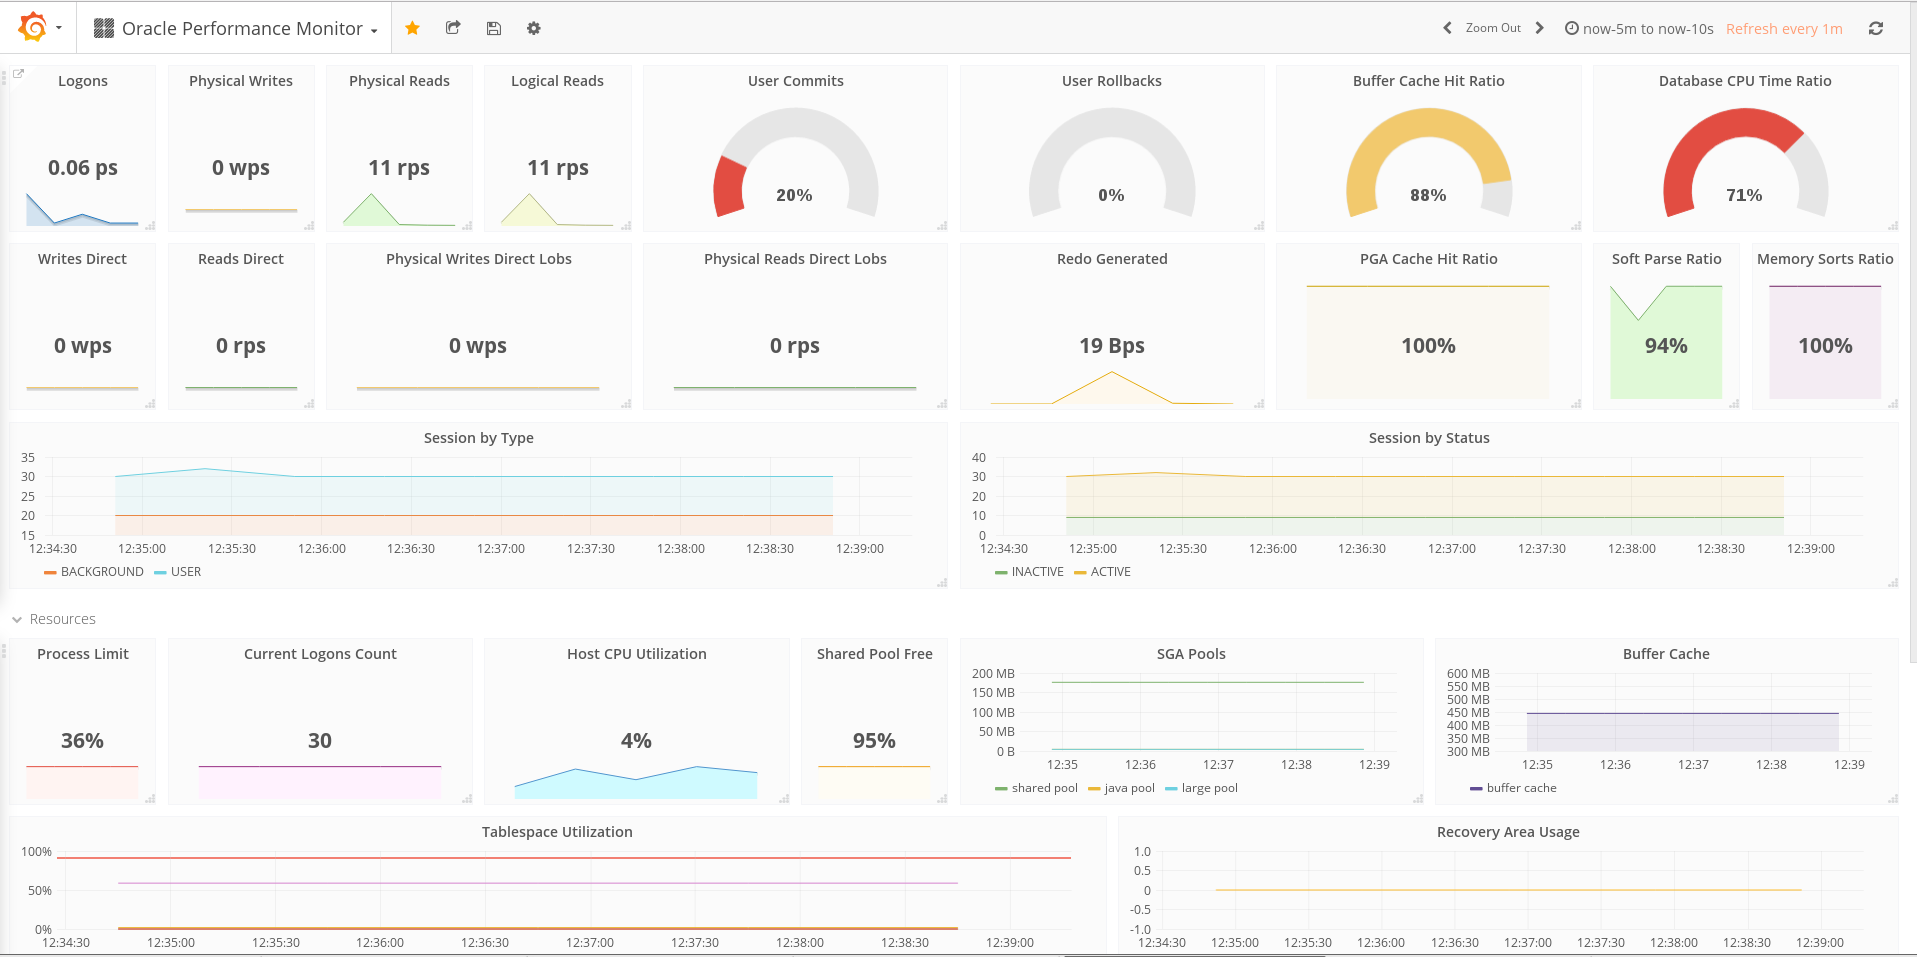 Oracle Performance Monitor
Zoom Out
now-5m to now-10s Refresh every 1m
Logons
0.06 ps
Physical Writes
0 wps
Physical Reads
11 rps
Logical Reads
11 rps
User Commits
20%
User Rollbacks
0%
Buffer Cache Hit Ratio
88%
Database CPU Time Ratio
71%
Writes Direct
0 wps
Reads Direct
0 rps
Physical Writes Direct Lobs
0 wps
Physical Reads Direct Lobs
0 rps
Redo Generated
19 Bps
PGA Cache Hit Ratio
100%
Soft Parse Ratio
94%
Memory Sorts Ratio
100%
Session by Type
35
30
25
20
15
12:34:30 12:35:00 12:35:30 12:36:00 12:36:30 12:37:00 12:37:30 12:38:00 12:38:30 12:39:00
BACKGROUND USER
Session by Status
40
30
20
10
0
12:34:30 12:35:00 12:35:30 12:36:00 12:36:30 12:37:00 12:37:30 12:38:00 12:38:30 12:39:00
INACTIVE ACTIVE
Resources
Process Limit
36%
Current Logons Count
30
Host CPU Utilization
4%
Shared Pool Free
95%
SGA Pools
200 MB
150 MB
100 MB
50 MB
0 B
12:35 12:36 12:37 12:38 12:39
shared pool java pool large pool
Buffer Cache
600 MB
550 MB
500 MB
450 MB
400 MB
350 MB
300 MB
12:35 12:36 12:37 12:38 12:39
buffer cache
Tablespace Utilization
100%
50%
0%
12:34:30 12:35:00 12:35:30 12:36:00 12:36:30 12:37:00 12:37:30 12:38:00 12:38:30 12:39:00
Recovery Area Usage
1.0
0.5
0
-0.5
-1.0
12:34:30 12:35:00 12:35:30 12:36:00 12:36:30 12:37:00 12:37:30 12:38:00 12:38:30 12:39:00